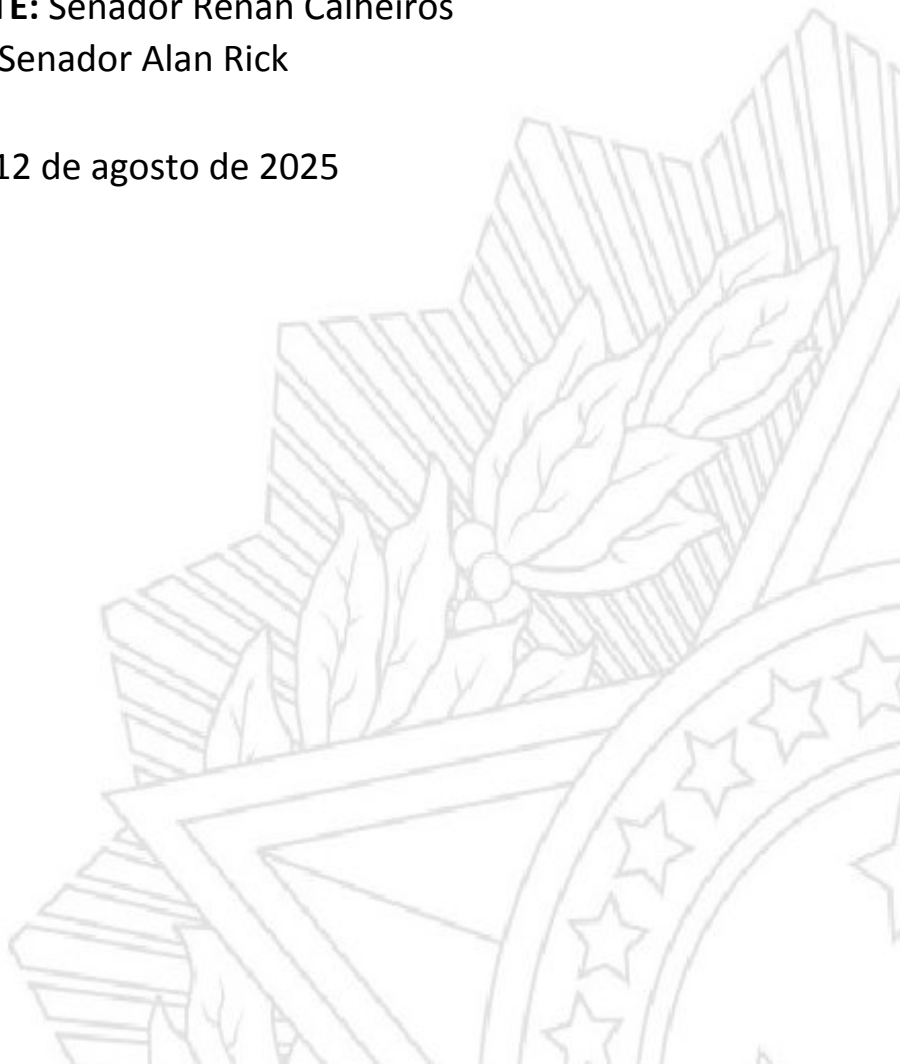 TE: Senador Renan Calheiros
Senador Alan Rick
12 de agosto de 2025